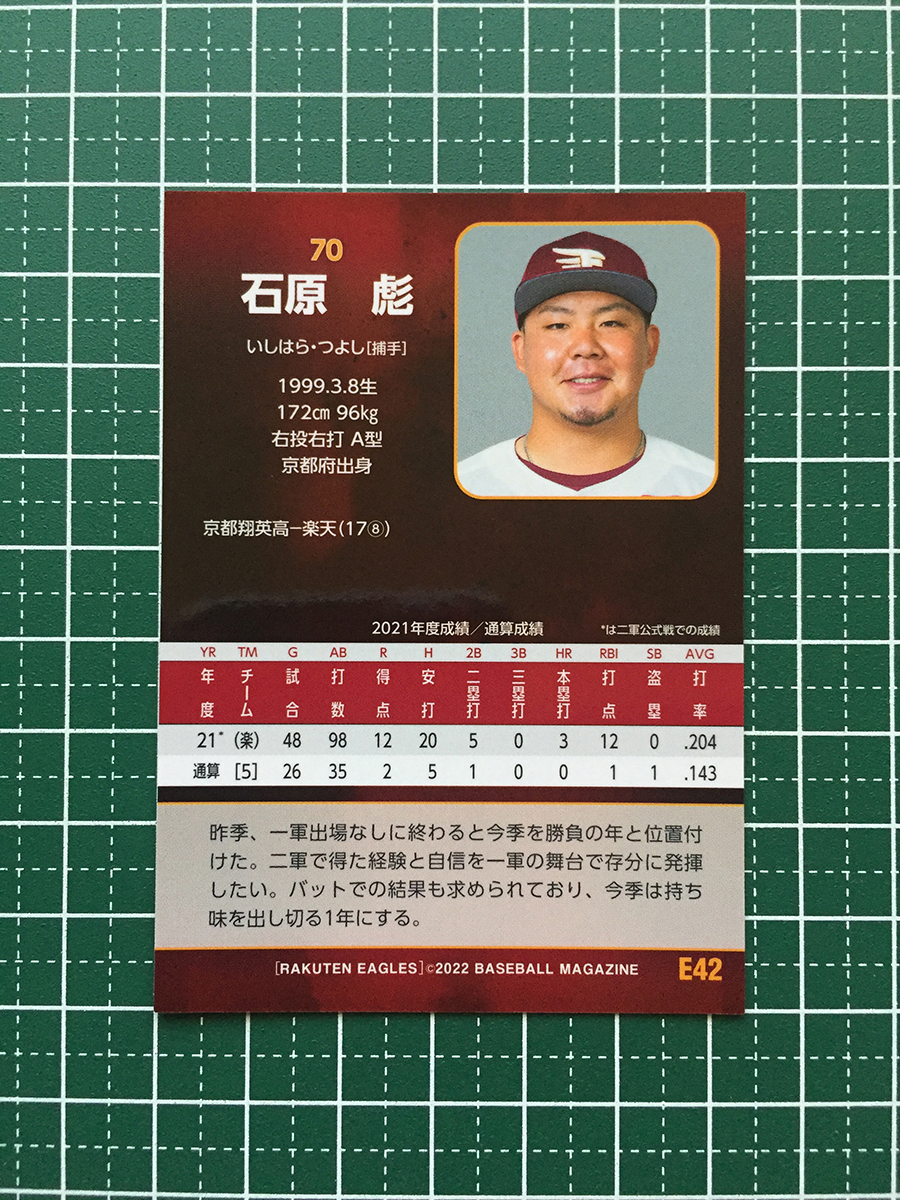 70
石原 彪
いしはら・つよし[捕手]
1999.3.8生
172㎝ 96㎏
右投右打 A型
京都府出身
京都翔英高−楽天(17⑧)
2021年度成績/通算成績 *は二軍公式戦での成績
YR TM G AB R H 2B 3B HR RBI SB AVG
年度 チーム 試合 打数 得点 安打 二塁打 三塁打 本塁打 打点 盗塁 打率
21* (楽) 48 98 12 20 5 0 3 12 0 .204
通算 [5] 26 35 2 5 1 0 0 1 1 .143
昨季、一軍出場なしに終わると今季を勝負の年と位置付
けた。二軍で得た経験と自信を一軍の舞台で存分に発揮
したい。バットでの結果も求められており、今季は持ち
味を出し切る1年にする。
[RAKUTEN EAGLES]©2022 BASEBALL MAGAZINE E42